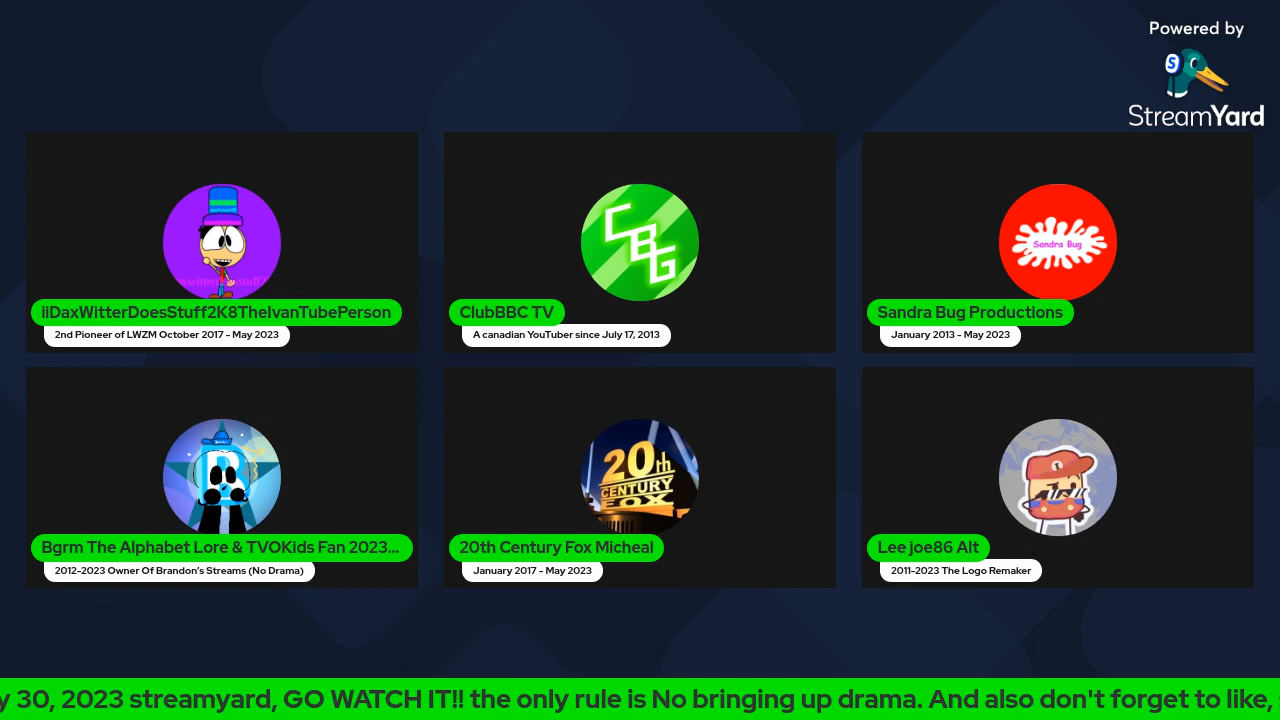 Powered by
StreamYard
S
CBG
Sandra Bug
iiDaxWitterDoesStuff2K8TheIvanTubePerson
ClubBBC TV
Sandra Bug Productions
2nd Pioneer of LWZM October 2017 - May 2023
A canadian YouTuber since July 17, 2013
January 2013 - May 2023
20th
CENTURY
FOX
Bgrm The Alphabet Lore & TVOKids Fan 2023...
20th Century Fox Micheal
Lee joe86 Alt
2012-2023 Owner Of Brandon's Streams (No Drama)
January 2017 - May 2023
2011-2023 The Logo Remaker
y 30, 2023 streamyard, GO WATCH IT!! the only rule is No bringing up drama. And also don't forget to like,